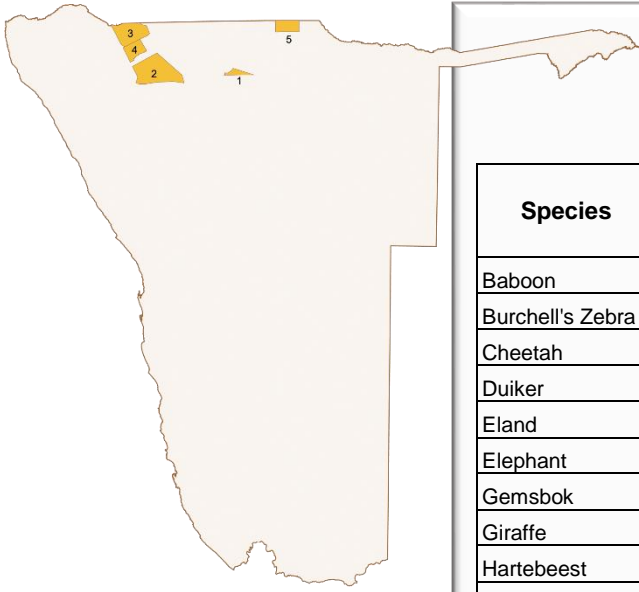 3
4
5
2
1
Species
Baboon
Burchell's Zebra
Cheetah
Duiker
Eland
Elephant
Gemsbok
Giraffe
Hartebeest